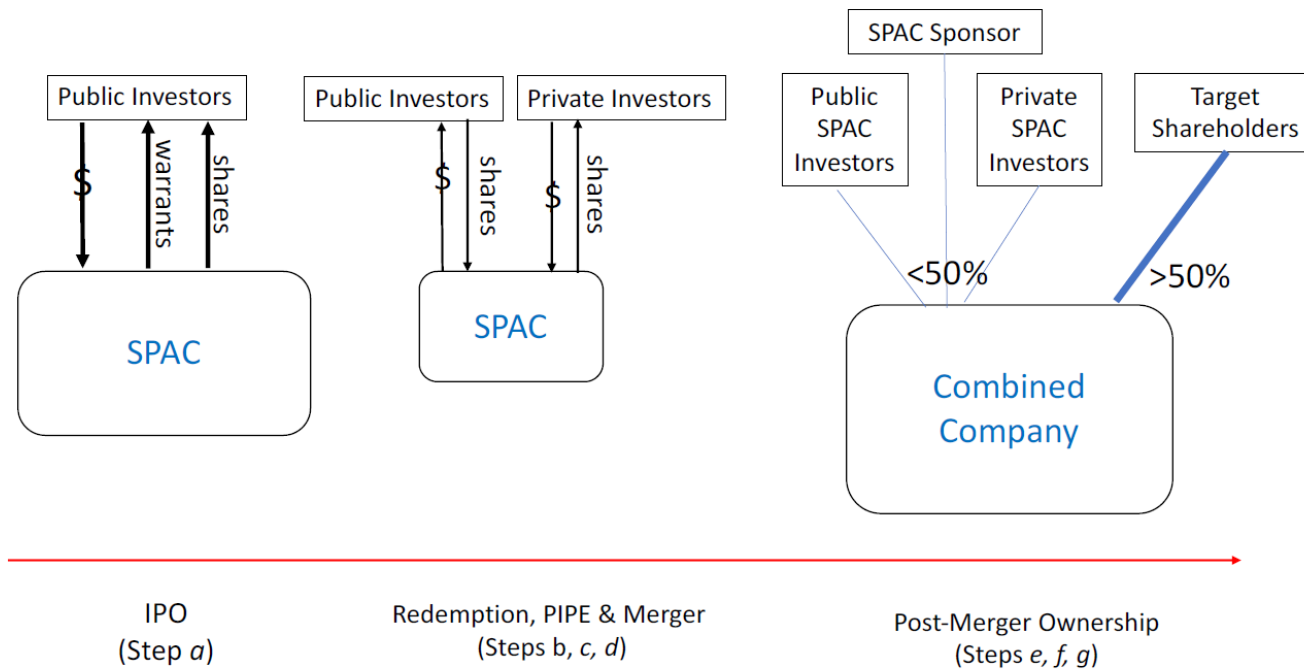 Public Investors
$
warrants
shares
SPAC
Public Investors
Private Investors
$
shares
$
shares
SPAC
SPAC Sponsor
Public
SPAC
Investors
Private
SPAC
Investors
Target
Shareholders
<50%
>50%
Combined
Company
IPO
(Step a)
Redemption, PIPE & Merger
(Steps b, c, d)
Post-Merger Ownership
(Steps e, f, g)